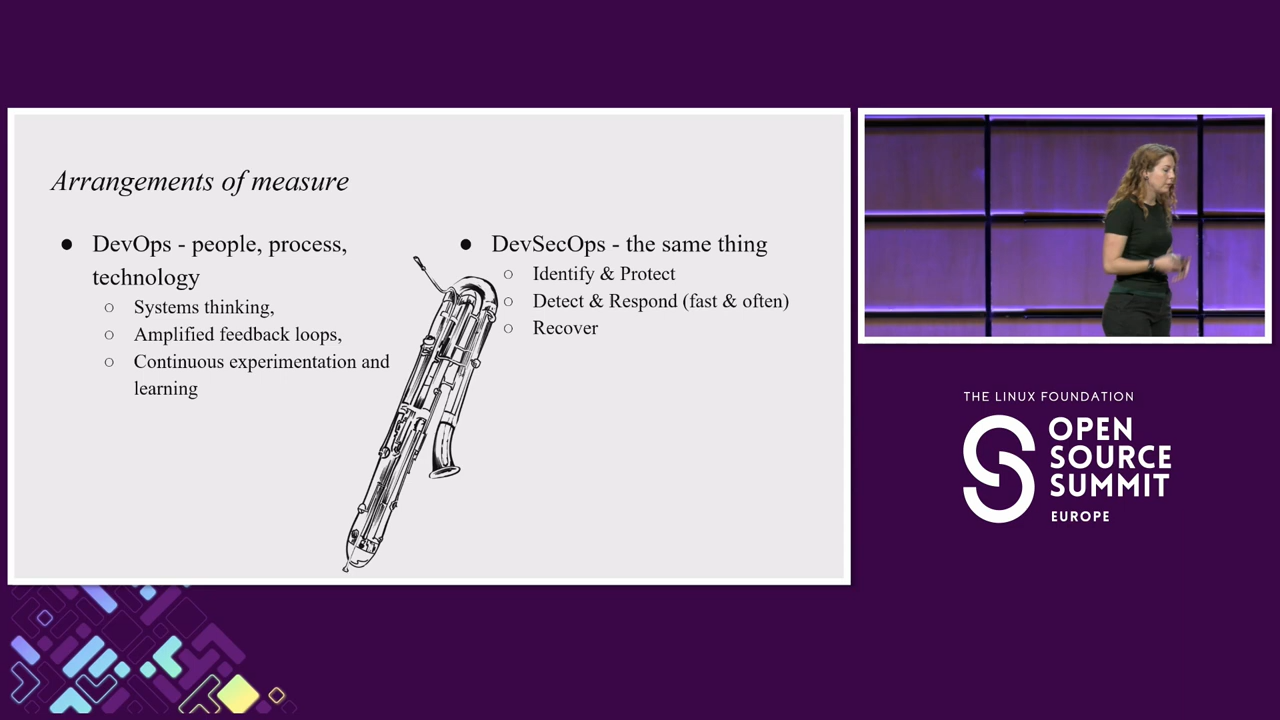 Arrangements of measure
● DevOps - people, process,
technology
○ Systems thinking,
○ Amplified feedback loops,
○ Continuous experimentation and
learning
● DevSecOps - the same thing
○ Identify & Protect
○ Detect & Respond (fast & often)
○ Recover
THE LINUX FOUNDATION
OPEN
SOURCE
SUMMIT
EUROPE